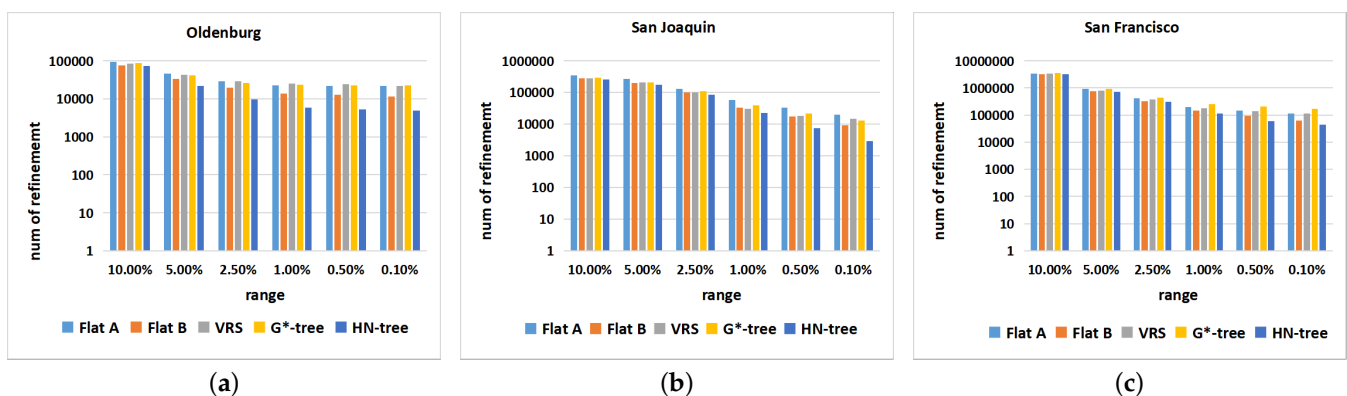 Oldenburg
num of refinememt
100000
10000
1000
100
10
1
10.00% 5.00% 2.50% 1.00% 0.50% 0.10%
range
Flat A Flat B VRS G*-tree HN-tree
(a)
San Joaquin
num of refinememt
1000000
100000
10000
1000
100
10
1
10.00% 5.00% 2.50% 1.00% 0.50% 0.10%
range
Flat A Flat B VRS G*-tree HN-tree
(b)
San Francisco
num of refinememt
10000000
1000000
100000
10000
1000
100
10
1
10.00% 5.00% 2.50% 1.00% 0.50% 0.10%
range
Flat A Flat B VRS G*-tree HN-tree
(c)